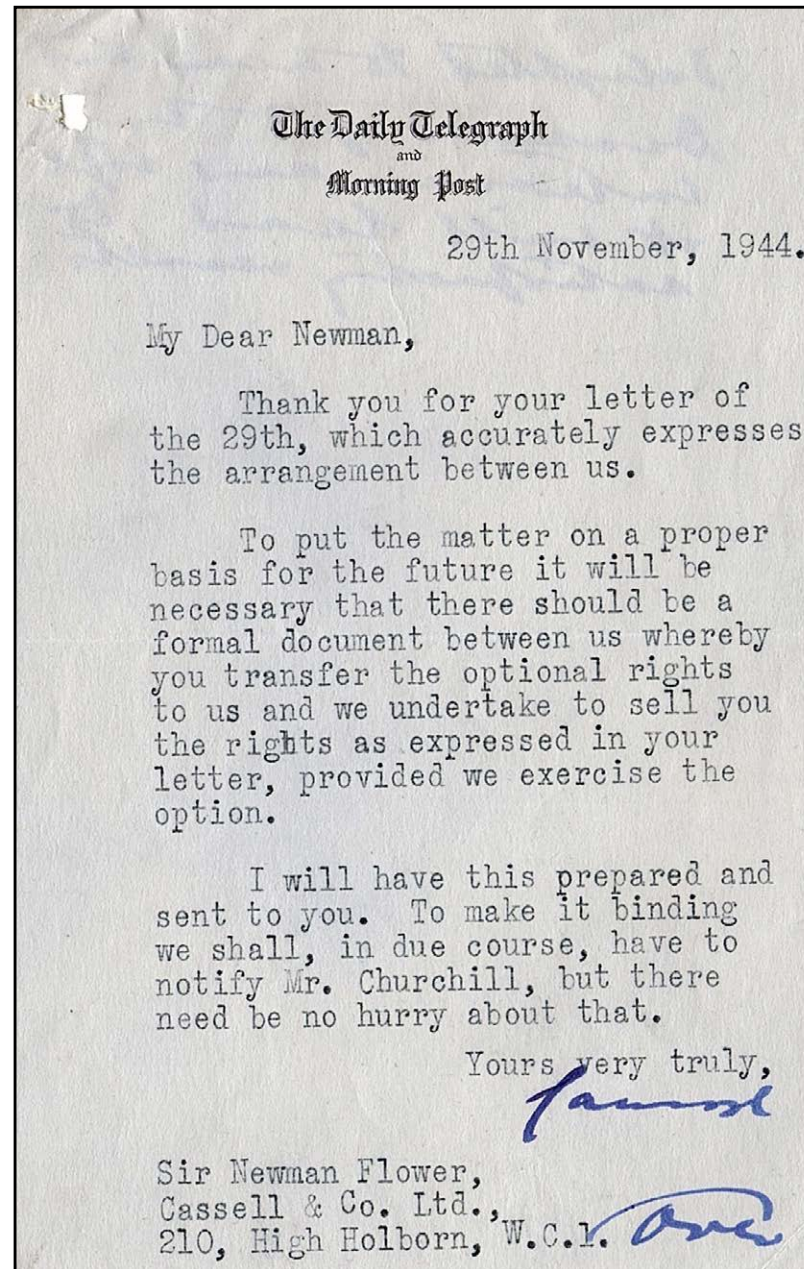 The Daily Telegraph
and
Morning Post
29th November, 1944.
My Dear Newman,
Thank you for your letter of
the 29th, which accurately expresses
the arrangement between us.
To put the matter on a proper
basis for the future it will be
necessary that there should be a
formal document between us whereby
you transfer the optional rights
to us and we undertake to sell you
the rights as expressed in your
letter, provided we exercise the
option.
I will have this prepared and
sent to you. To make it binding
we shall, in due course, have to
notify Mr. Churchill, but there
need be no hurry about that.
Yours very truly,
Camrose
Sir Newman Flower,
Cassell & Co. Ltd.,
210, High Holborn, W.C.1. Over